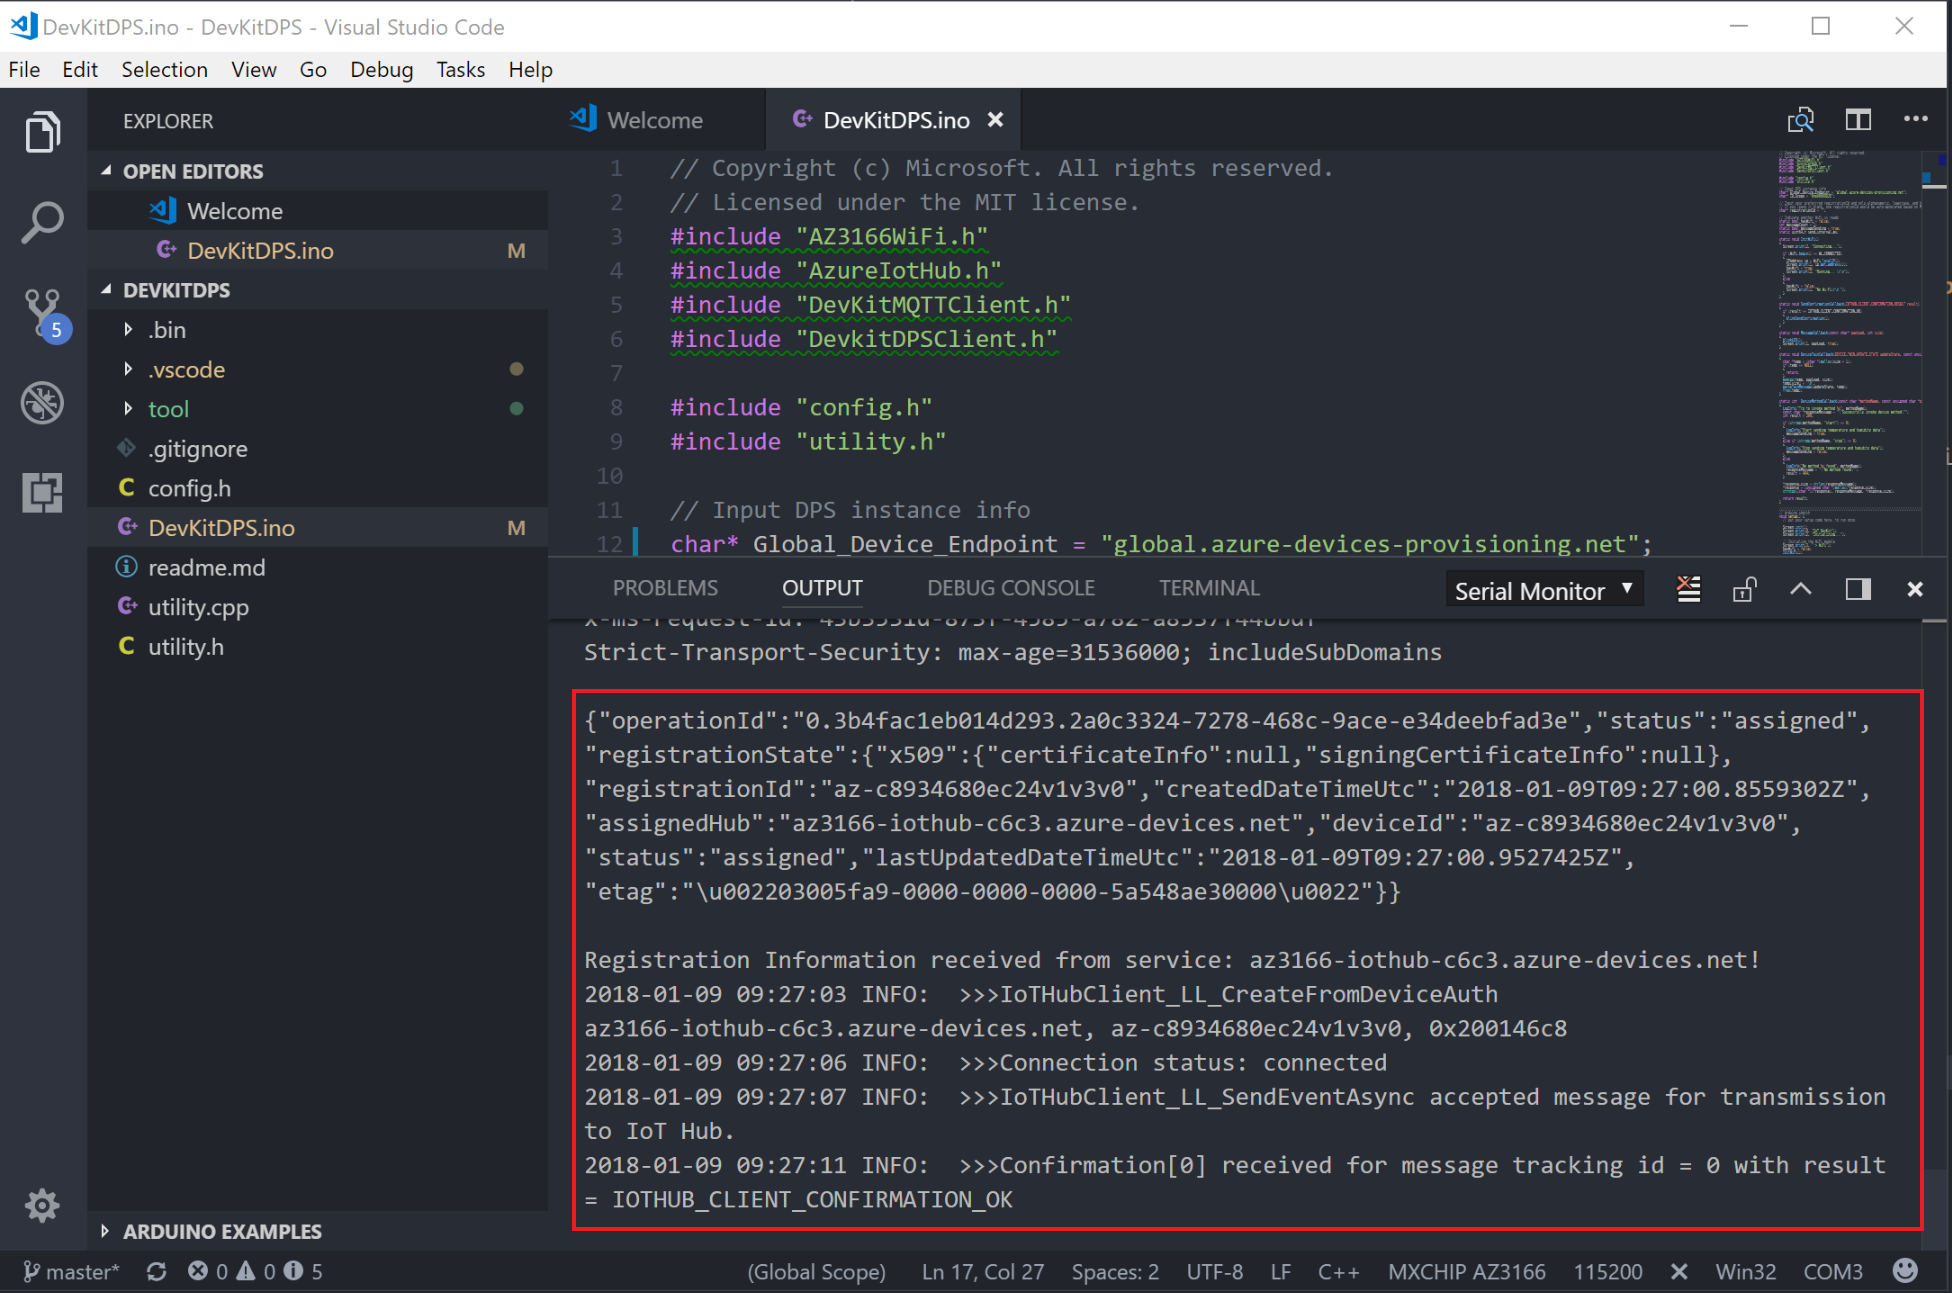 DevKitDPS.ino - DevKitDPS - Visual Studio Code
File Edit Selection View Go Debug Tasks Help
EXPLORER
OPEN EDITORS
Welcome
DevKitDPS.ino M
DEVKITDPS
.bin
.vscode
tool
.gitignore
config.h
DevKitDPS.ino M
readme.md
utility.cpp
utility.h
ARDUINO EXAMPLES
5
Welcome DevKitDPS.ino
1 // Copyright (c) Microsoft. All rights reserved.
2 // Licensed under the MIT license.
3 #include "AZ3166WiFi.h"
4 #include "AzureIotHub.h"
5 #include "DevKitMQTTClient.h"
6 #include "DevkitDPSClient.h"
7
8 #include "config.h"
9 #include "utility.h"
10
11 // Input DPS instance info
12 char* Global_Device_Endpoint = "global.azure-devices-provisioning.net";
PROBLEMS OUTPUT DEBUG CONSOLE TERMINAL Serial Monitor
Strict-Transport-Security: max-age=31536000; includeSubDomains
{"operationId":"0.3b4fac1eb014d293.2a0c3324-7278-468c-9ace-e34deebfad3e","status":"assigned",
"registrationState":{"x509":{"certificateInfo":null,"signingCertificateInfo":null},
"registrationId":"az-c8934680ec24v1v3v0","createdDateTimeUtc":"2018-01-09T09:27:00.8559302Z",
"assignedHub":"az3166-iothub-c6c3.azure-devices.net","deviceId":"az-c8934680ec24v1v3v0",
"status":"assigned","lastUpdatedDateTimeUtc":"2018-01-09T09:27:00.9527425Z",
"etag":"\u002203005fa9-0000-0000-0000-5a548ae30000\u0022"}}
Registration Information received from service: az3166-iothub-c6c3.azure-devices.net!
2018-01-09 09:27:03 INFO:  >>>IoTHubClient_LL_CreateFromDeviceAuth
az3166-iothub-c6c3.azure-devices.net, az-c8934680ec24v1v3v0, 0x200146c8
2018-01-09 09:27:06 INFO:  >>>Connection status: connected
2018-01-09 09:27:07 INFO:  >>>IoTHubClient_LL_SendEventAsync accepted message for transmission
to IoT Hub.
2018-01-09 09:27:11 INFO:  >>>Confirmation[0] received for message tracking id = 0 with result
= IOTHUB_CLIENT_CONFIRMATION_OK
master* 0 0 5 (Global Scope) Ln 17, Col 27 Spaces: 2 UTF-8 LF C++ MXCHIP AZ3166 115200 Win32 COM3